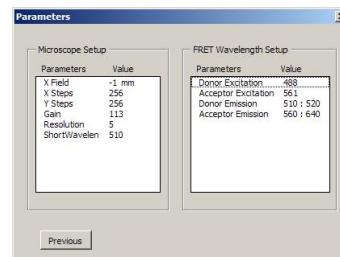 Parameters
Microscope Setup
Parameters Value
X Field -1 mm
X Steps 256
Y Steps 256
Gain 113
Resolution 5
ShortWavelen 510
FRET Wavelength Setup
Parameters Value
Donor Excitation 488
Acceptor Excitation 561
Donor Emission 510 : 520
Acceptor Emission 560 : 640
Previous